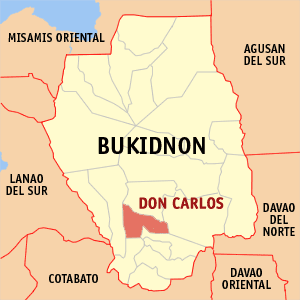 MISAMIS ORIENTAL
AGUSAN
DEL SUR
BUKIDNON
LANAO
DEL SUR
DON CARLOS
DAVAO
DEL
NORTE
COTABATO
DAVAO
ORIENTAL